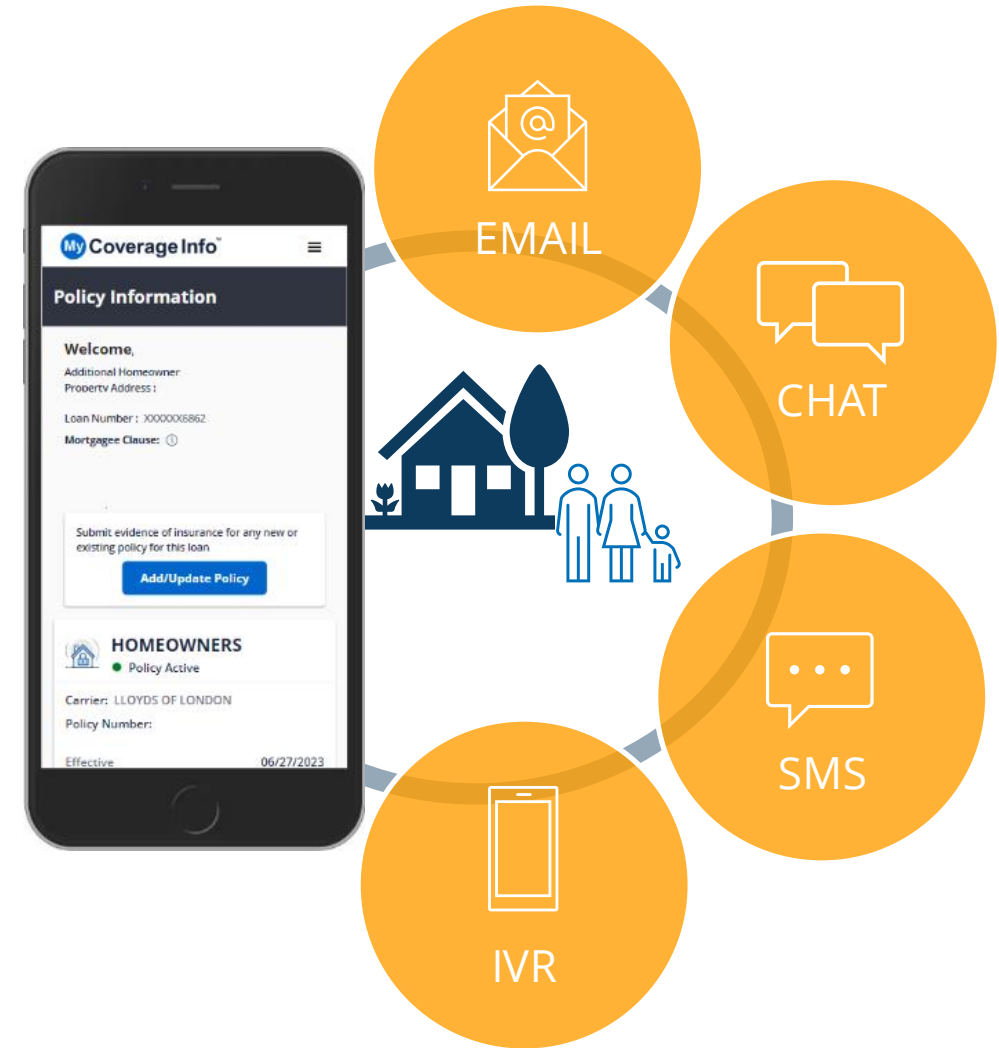 My CoverageInfo™
Policy Information
Welcome,
Additional Homeowner
Property Address :
Loan Number : XXXXXX6862
Mortgagee Clause:
Submit evidence of insurance for any new or
existing policy for this loan
Add/Update Policy
HOMEOWNERS
Policy Active
Carrier: LLOYDS OF LONDON
Policy Number:
Effective 06/27/2023
@
EMAIL
CHAT
SMS
IVR